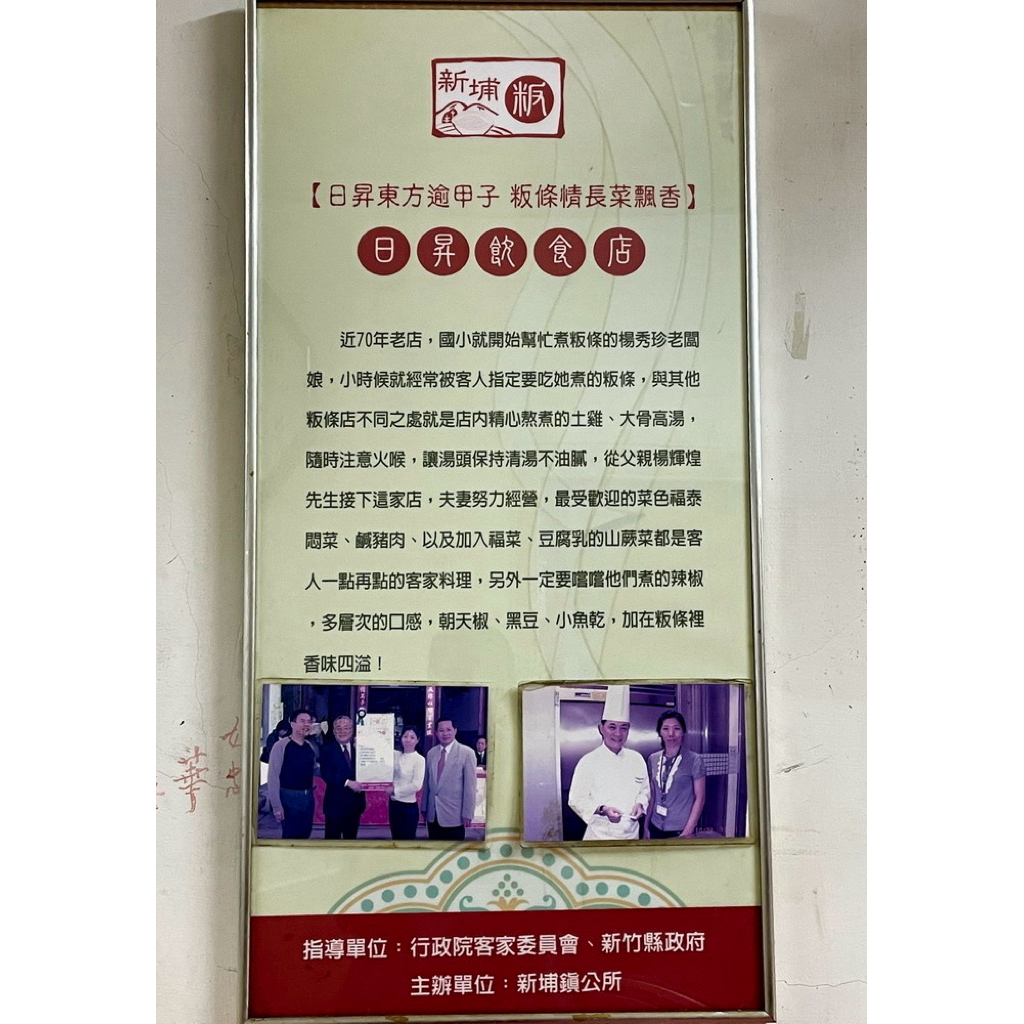 新埔粄
【日昇東方逾甲子 粄條情長菜飄香】
日昇飲食店
近70年老店，國小就開始幫忙煮粄條的楊秀珍老闆
娘，小時候就經常被客人指定要吃她煮的粄條，與其他
粄條店不同之處就是店內精心熬煮的土雞、大骨高湯，
隨時注意火喉，讓湯頭保持清湯不油膩，從父親楊輝煌
先生接下這家店，夫妻努力經營，最受歡迎的菜色福泰
悶菜、鹹豬肉、以及加入福菜、豆腐乳的山蕨菜都是客
人一點再點的客家料理，另外一定要嚐嚐他們煮的辣椒
，多層次的口感，朝天椒、黑豆、小魚乾，加在粄條裡
香味四溢！
指導單位：行政院客家委員會、新竹縣政府
主辦單位：新埔鎮公所
華